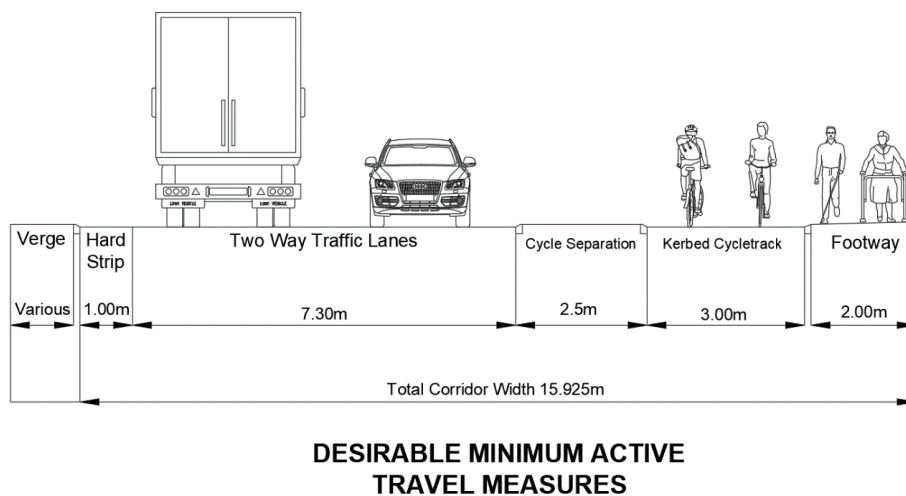 Verge
Hard
Strip
Two Way Traffic Lanes
Cycle Separation
Kerbed Cycletrack
Footway
Various
1.00m
7.30m
2.5m
3.00m
2.00m
Total Corridor Width 15.925m
DESIRABLE MINIMUM ACTIVE
TRAVEL MEASURES